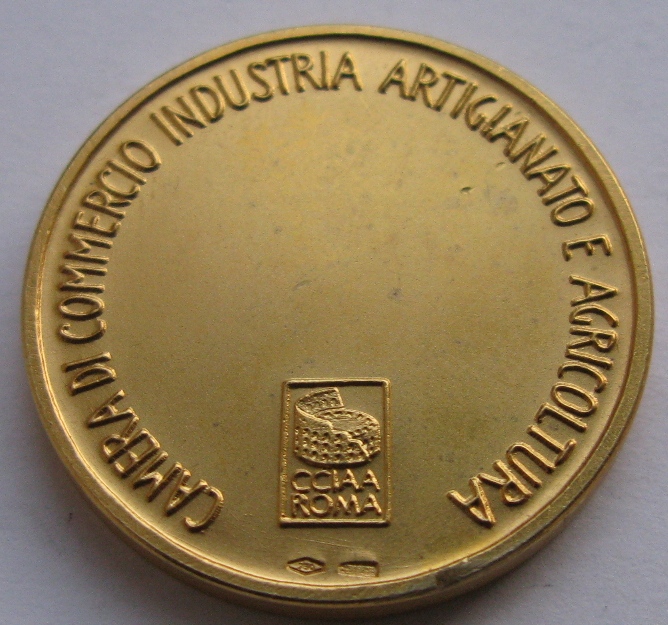 CAMERA DI COMMERCIO INDUSTRIA ARTIGIANATO E AGRICOLTURA
CCIAA
ROMA